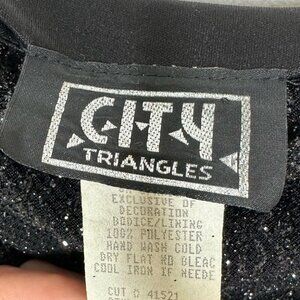 CITY
TRIANGLES
EXCLUSIVE OF
DECORATION
BODICE/LINING
100% POLYESTER
HAND WASH COLD
DRY FLAT NO BLEAC
COOL IRON IF NEEDE
CUT # 41521